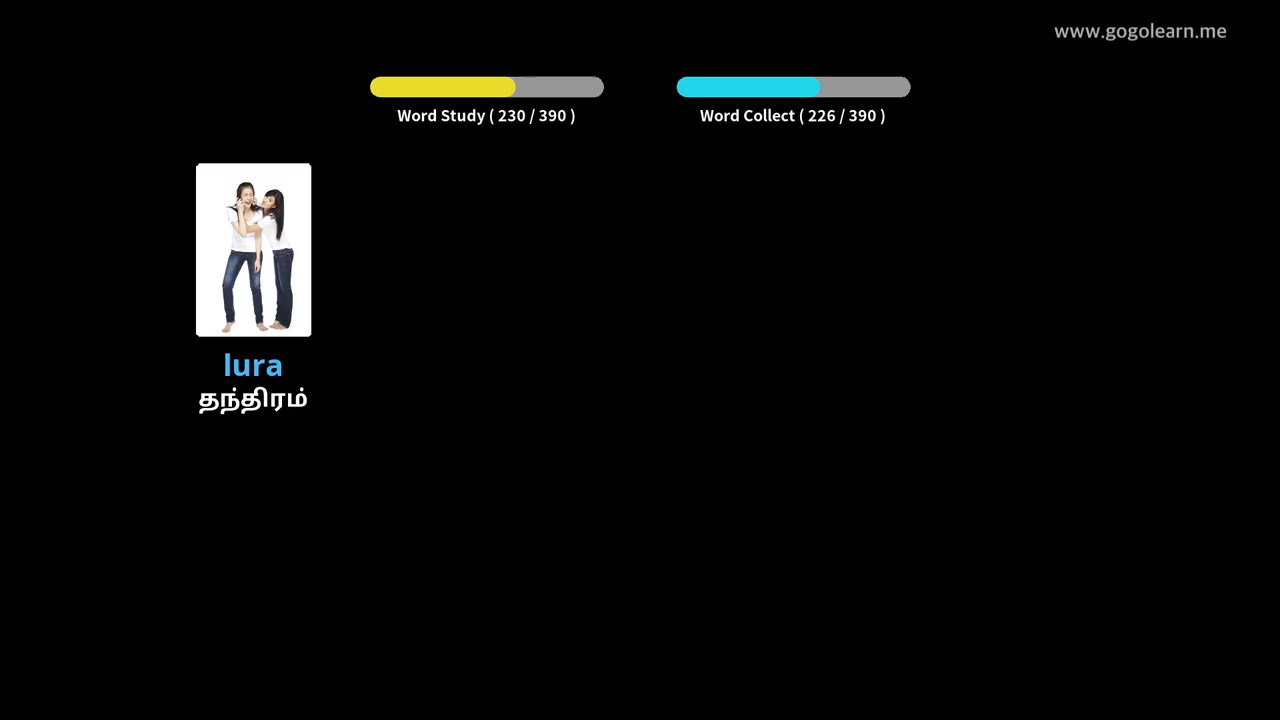 www.gogolearn.me
Word Study ( 230 / 390 )
Word Collect ( 226 / 390 )
lura
தந்திரம்